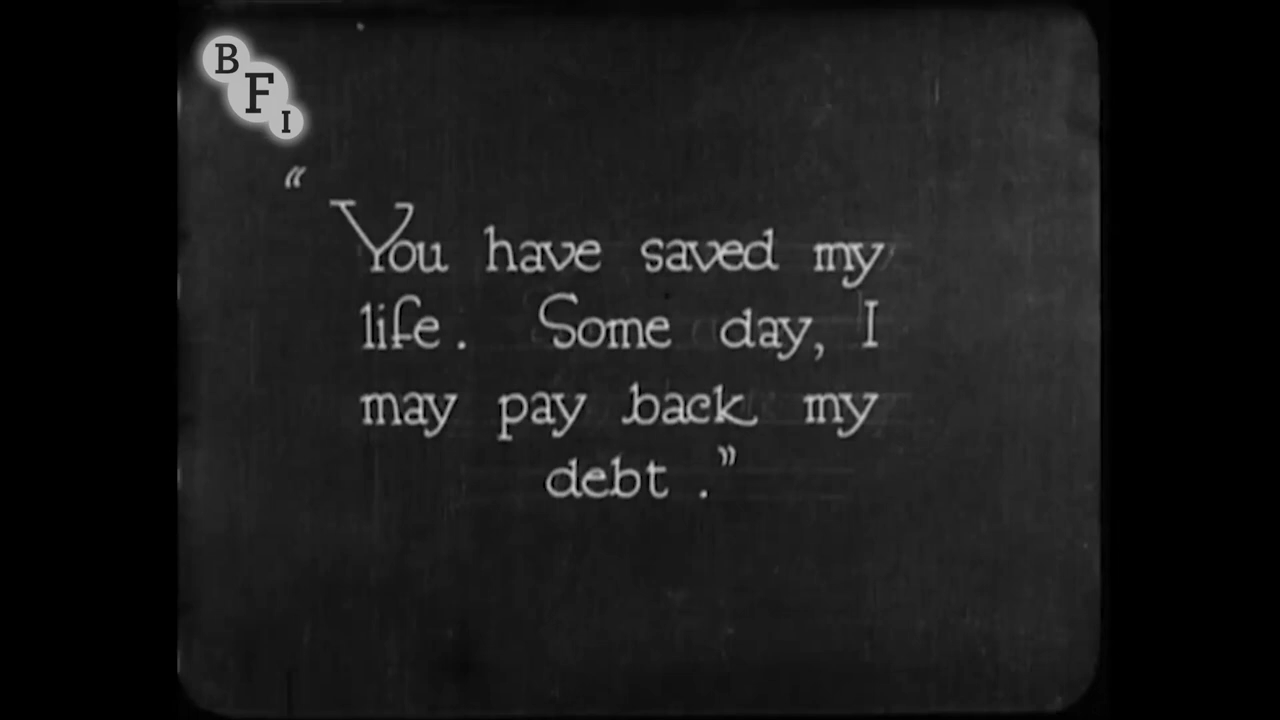 BFI
“You have saved my
life. Some day, I
may pay back my
debt.”